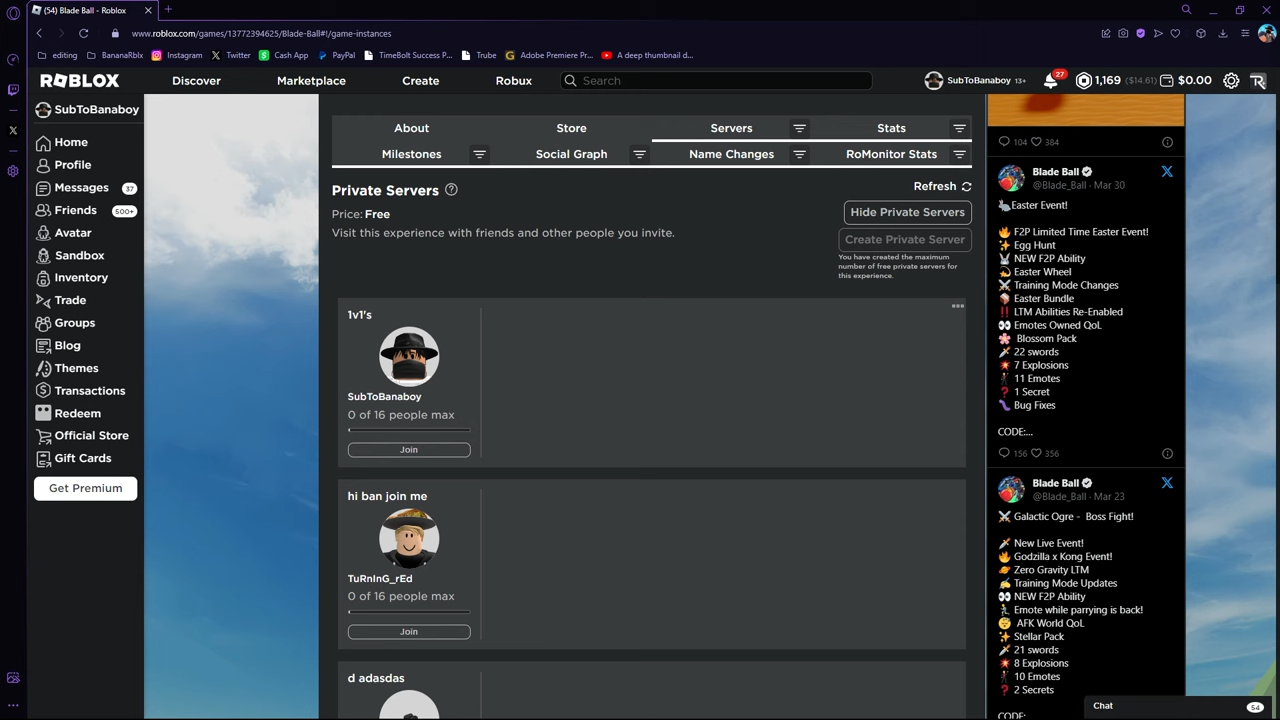 (54) Blade Ball - Roblox
www.roblox.com/games/13772394625/Blade-Ball#!/game-instances
editing BananaRblx Instagram Twitter Cash App PayPal TimeBolt Success P... Trube Adobe Premiere Pr... A deep thumbnail d...
ROBLOX Discover Marketplace Create Robux Search SubToBanaboy 13+ 27 1,169 ($14.61) $0.00
SubToBanaboy
Home
Profile
Messages 37
Friends 500+
Avatar
Sandbox
Inventory
Trade
Groups
Blog
Themes
Transactions
Redeem
Official Store
Gift Cards
Get Premium
About Store Servers Stats
Milestones Social Graph Name Changes RoMonitor Stats
Private Servers ?
Refresh
Price: Free
Hide Private Servers
Visit this experience with friends and other people you invite.
Create Private Server
You have created the maximum
number of free private servers for
this experience.
1v1's
SubToBanaboy
0 of 16 people max
Join
hi ban join me
TuRnInG_rEd
0 of 16 people max
Join
d adasdas
104 384
Blade Ball
@Blade_Ball · Mar 30
🐇Easter Event!
🔥 F2P Limited Time Easter Event!
✨ Egg Hunt
🐰 NEW F2P Ability
💫 Easter Wheel
⚔️ Training Mode Changes
📦 Easter Bundle
‼️ LTM Abilities Re-Enabled
👀 Emotes Owned QoL
🌸 Blossom Pack
🗡️ 22 swords
💥 7 Explosions
🕺 11 Emotes
❓ 1 Secret
🐛 Bug Fixes
CODE:...
156 356
Blade Ball
@Blade_Ball · Mar 23
⚔️ Galactic Ogre - Boss Fight!
🗡️ New Live Event!
🔥 Godzilla x Kong Event!
🪐 Zero Gravity LTM
✍️ Training Mode Updates
👀 NEW F2P Ability
🏃 Emote while parrying is back!
😴 AFK World QoL
✨ Stellar Pack
🗡️ 21 swords
💥 8 Explosions
🕺 10 Emotes
❓ 2 Secrets
CODE:
Chat 54